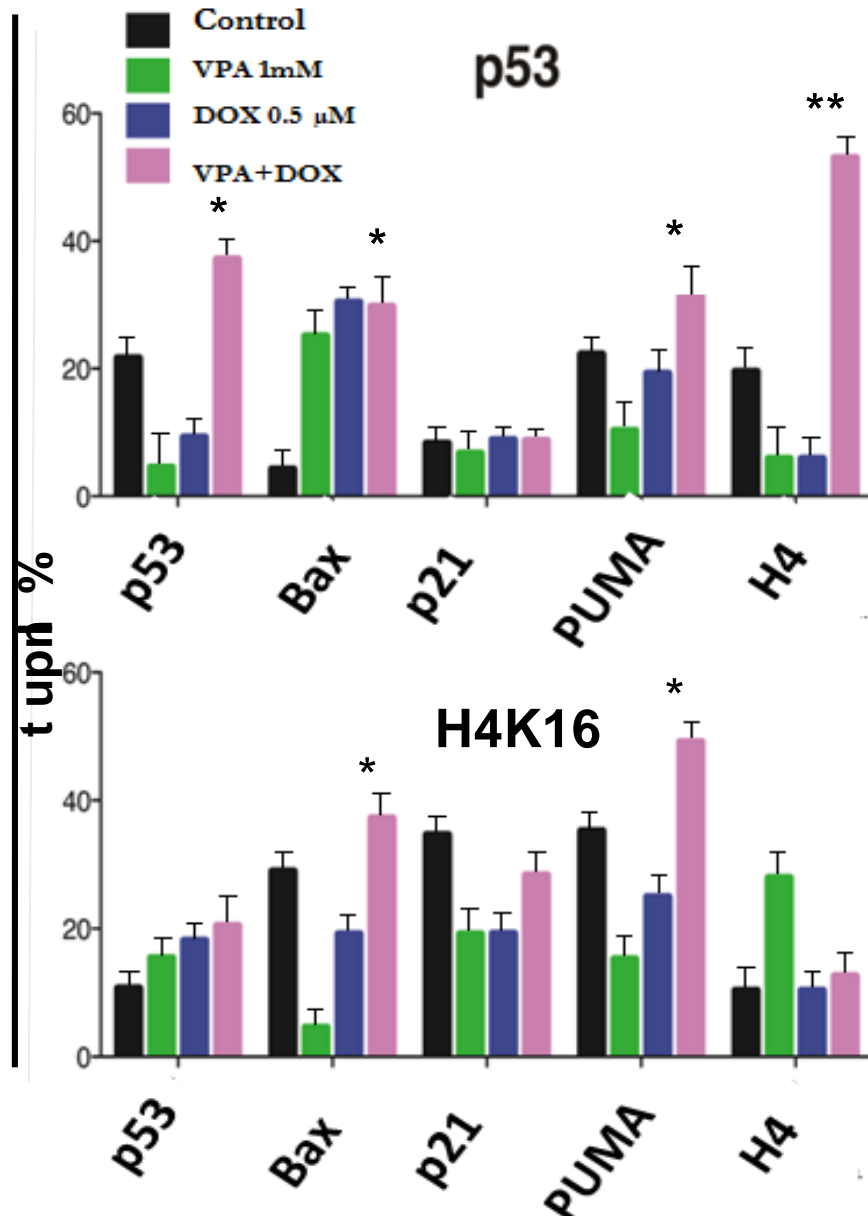 Control
VPA 1mM
DOX 0.5 µM
VPA+DOX
p53
60
40
20
0
*
*
*
**
p53
Bax
p21
PUMA
H4
%
H4K16
60
40
20
0
*
*
p53
Bax
p21
PUMA
H4